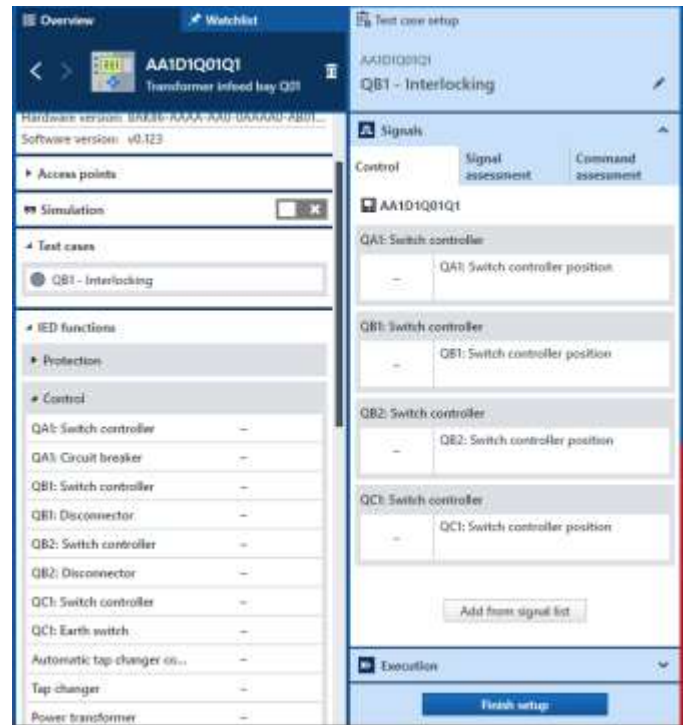 Overview
Watchlist
AA1D1Q01Q1
Transformer infeed bay Q01
Hardware version:
Software version: v0.123
Access points
Simulation
Test cases
QB1 - Interlocking
IED functions
Protection
Control
QA1: Switch controller –
QA1: Circuit breaker –
QB1: Switch controller –
QB1: Disconnector –
QB2: Switch controller –
QB2: Disconnector –
QC1: Switch controller –
QC1: Earth switch –
Automatic tap changer co... –
Tap changer –
Power transformer –
Test case setup
AA1D1Q01Q1
QB1 - Interlocking
Signals
Control
Signal assessment
Command assessment
AA1D1Q01Q1
QA1: Switch controller
– QA1: Switch controller position
QB1: Switch controller
– QB1: Switch controller position
QB2: Switch controller
– QB2: Switch controller position
QC1: Switch controller
– QC1: Switch controller position
Add from signal list
Execution
Finish setup